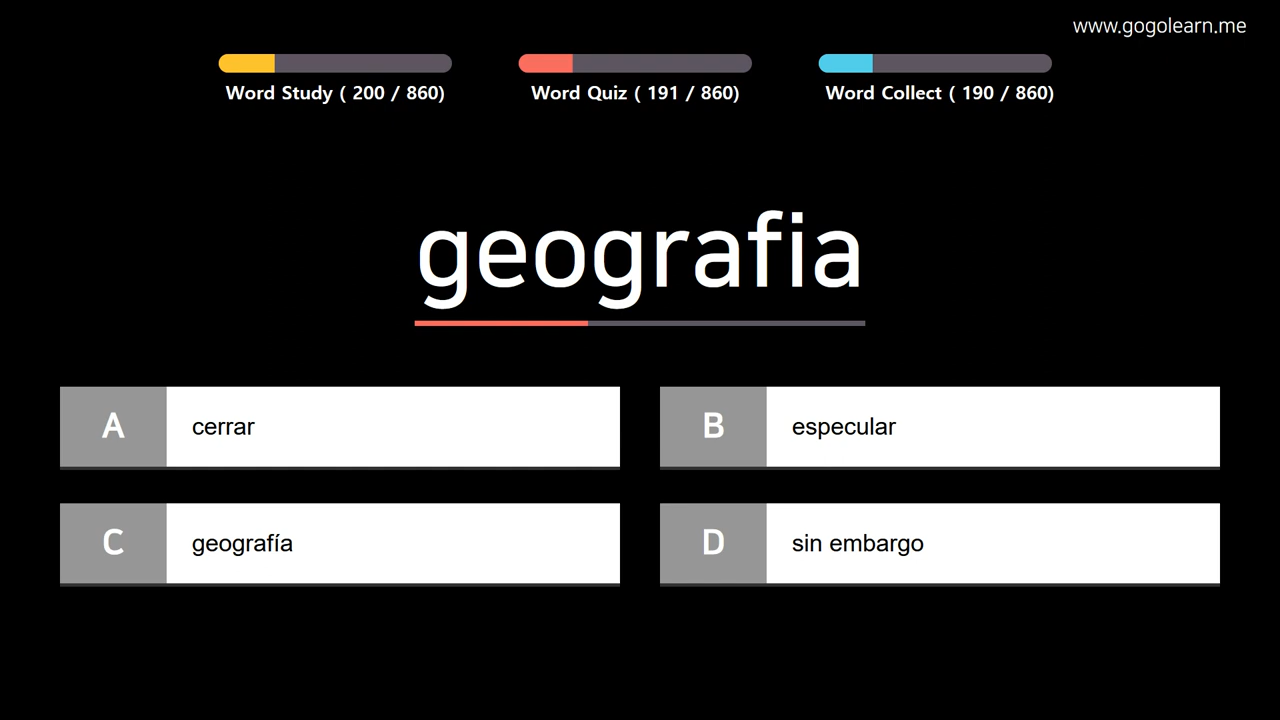 www.gogolearn.me
Word Study ( 200 / 860)
Word Quiz ( 191 / 860)
Word Collect ( 190 / 860)
geografia
A cerrar
B especular
C geografía
D sin embargo